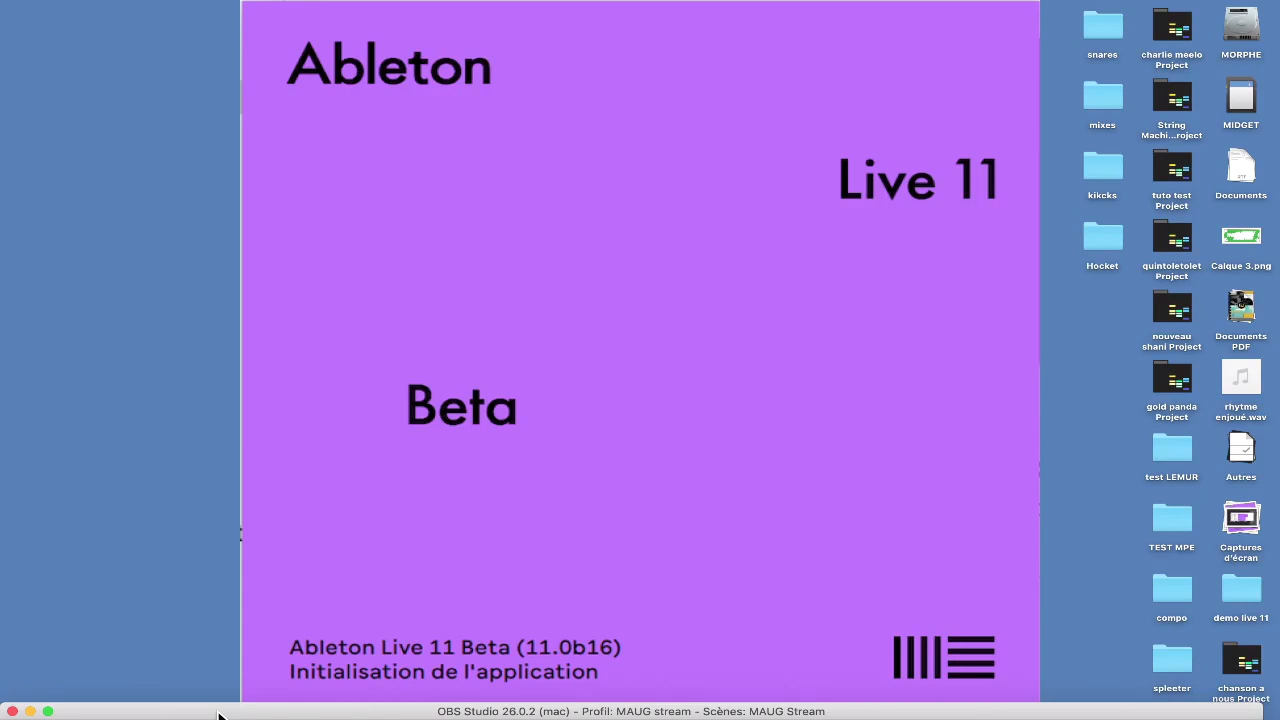 Ableton
Live 11
Beta
Ableton Live 11 Beta (11.0b16)
Initialisation de l'application
snares
charlie meelo
Project
MORPHE
mixes
String
Machi...roject
MIDGET
kikcks
tuto test
Project
Documents
Hocket
quintoletolet
Project
Calque 3.png
nouveau
shani Project
Documents
PDF
gold panda
Project
rhytme
enjoué.wav
test LEMUR
Autres
TEST MPE
Captures
d'écran
compo
demo live 11
spleeter
chanson a
nous Project
OBS Studio 26.0.2 (mac) - Profil: MAUG stream - Scènes: MAUG Stream